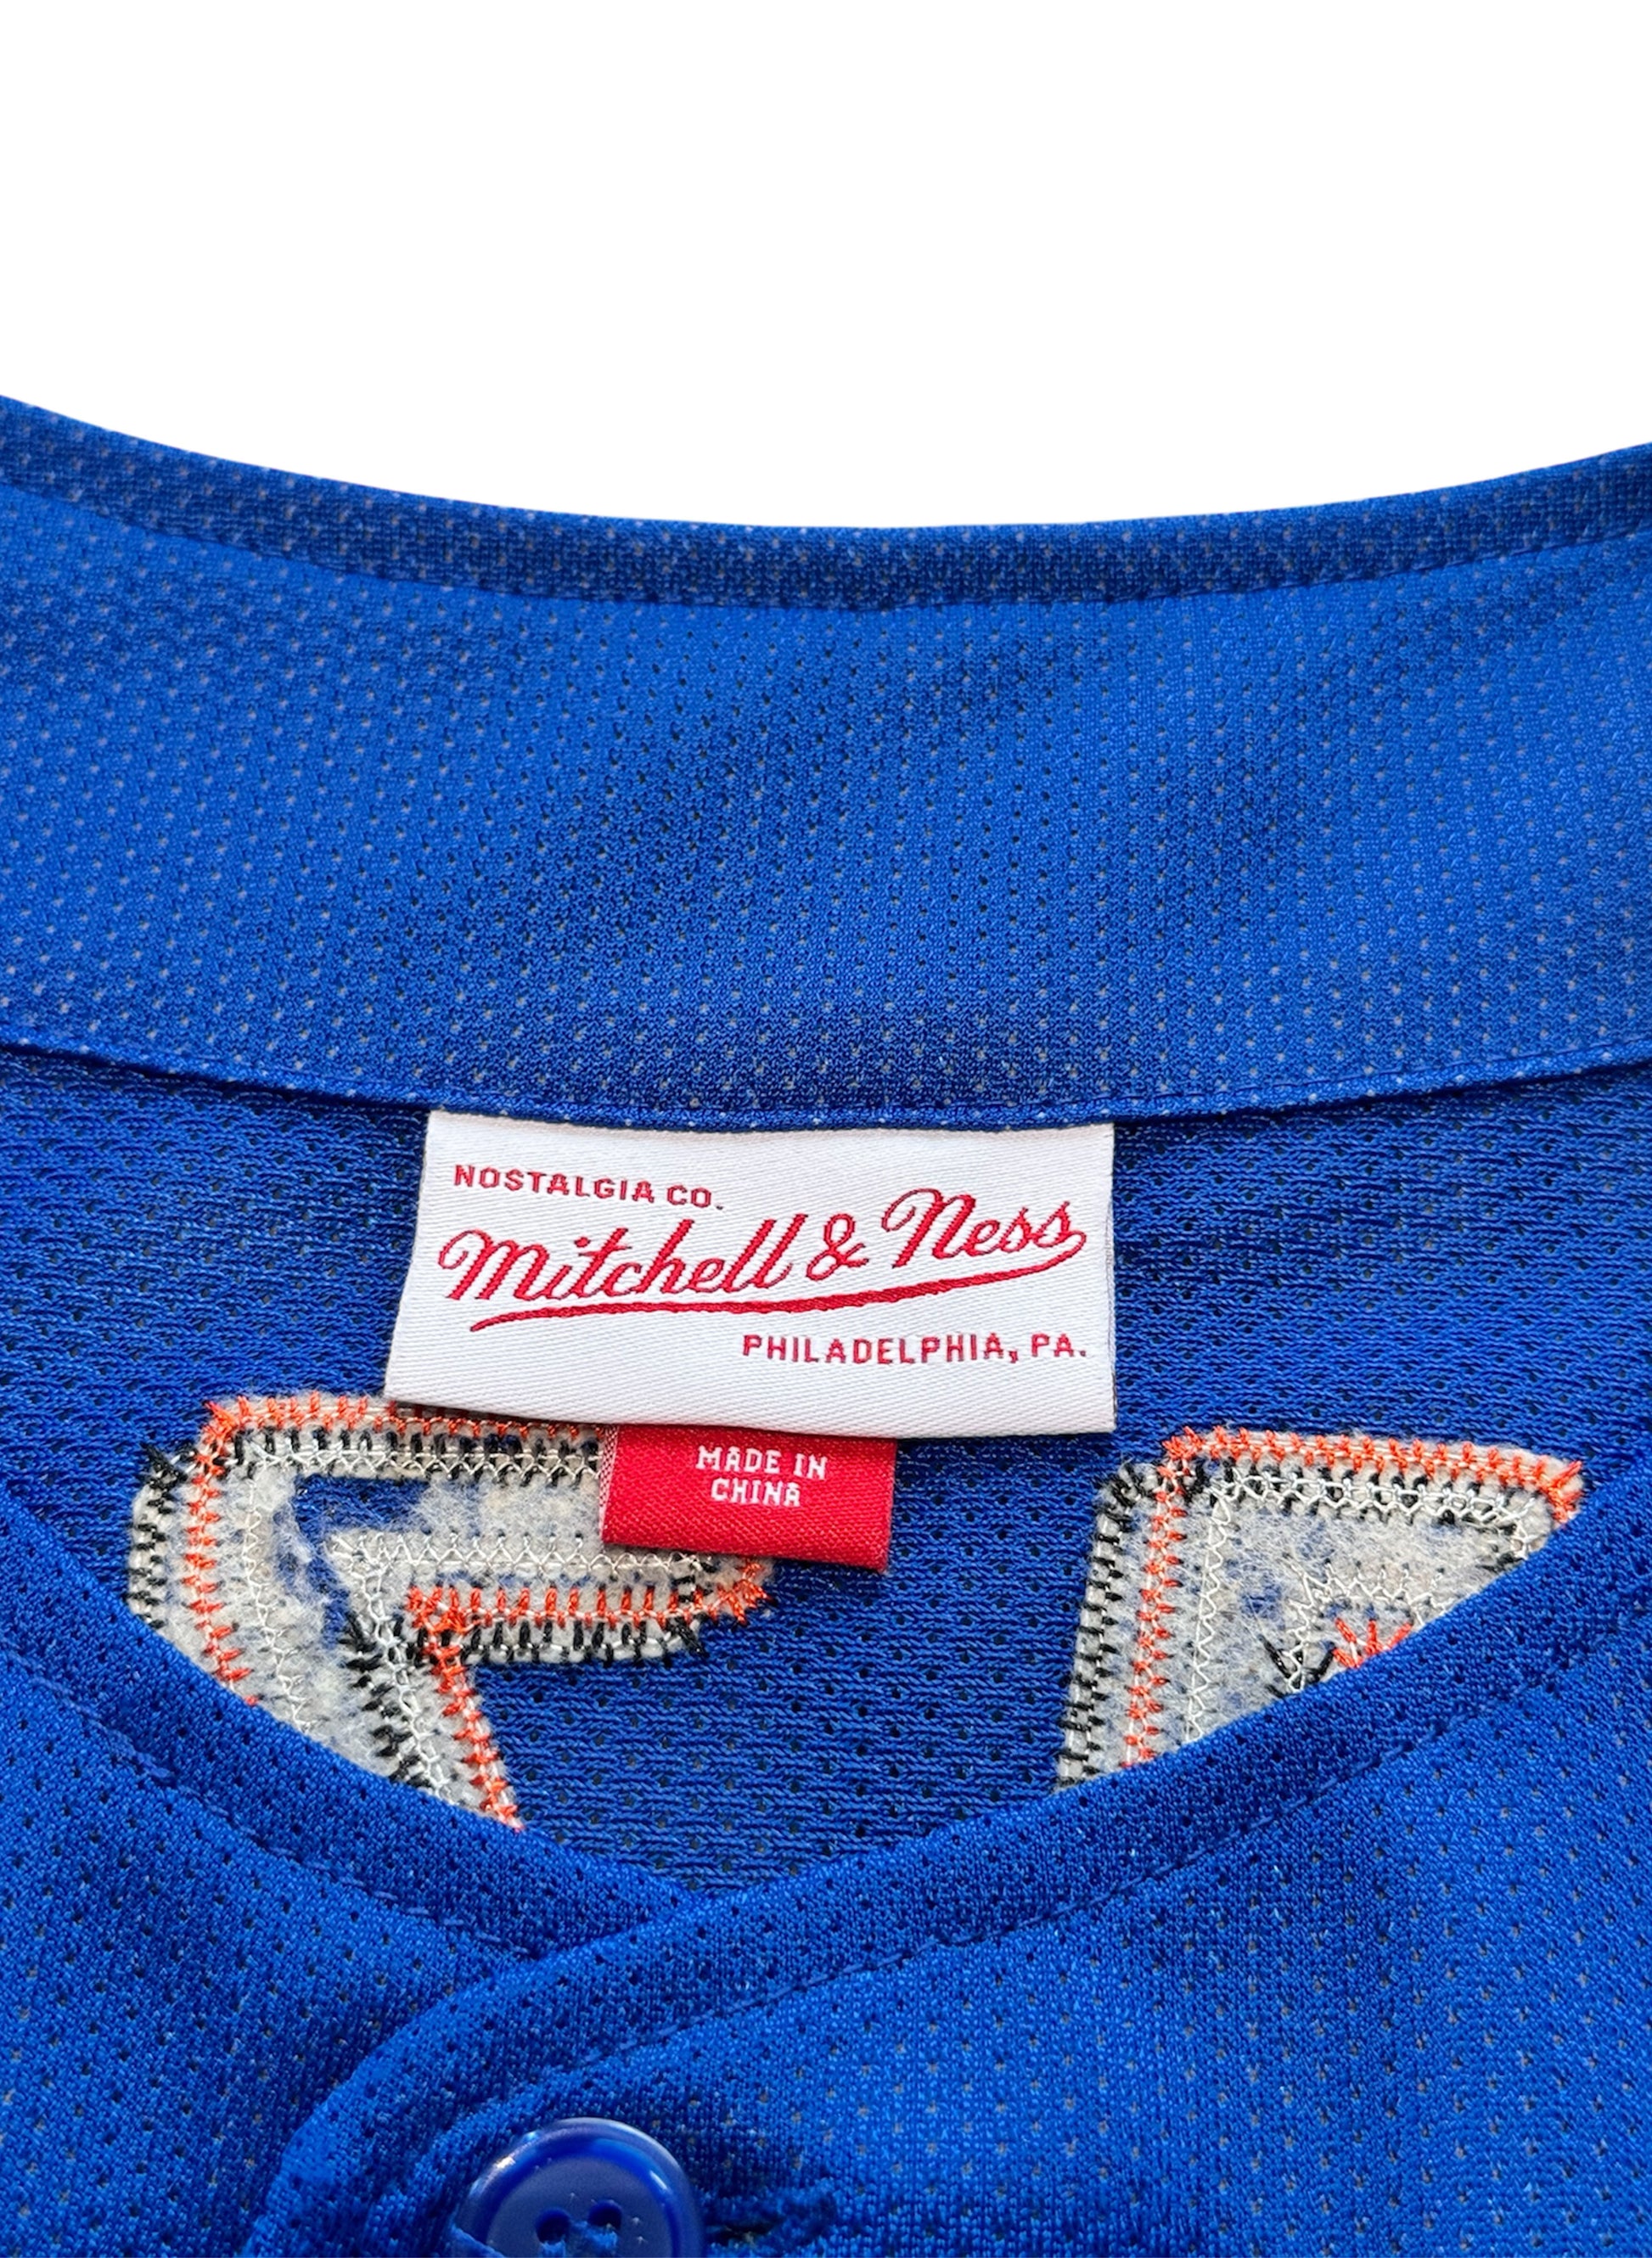 NOSTALGIA CO.
Mitchell & Ness
PHILADELPHIA, PA.
MADE IN
CHINA